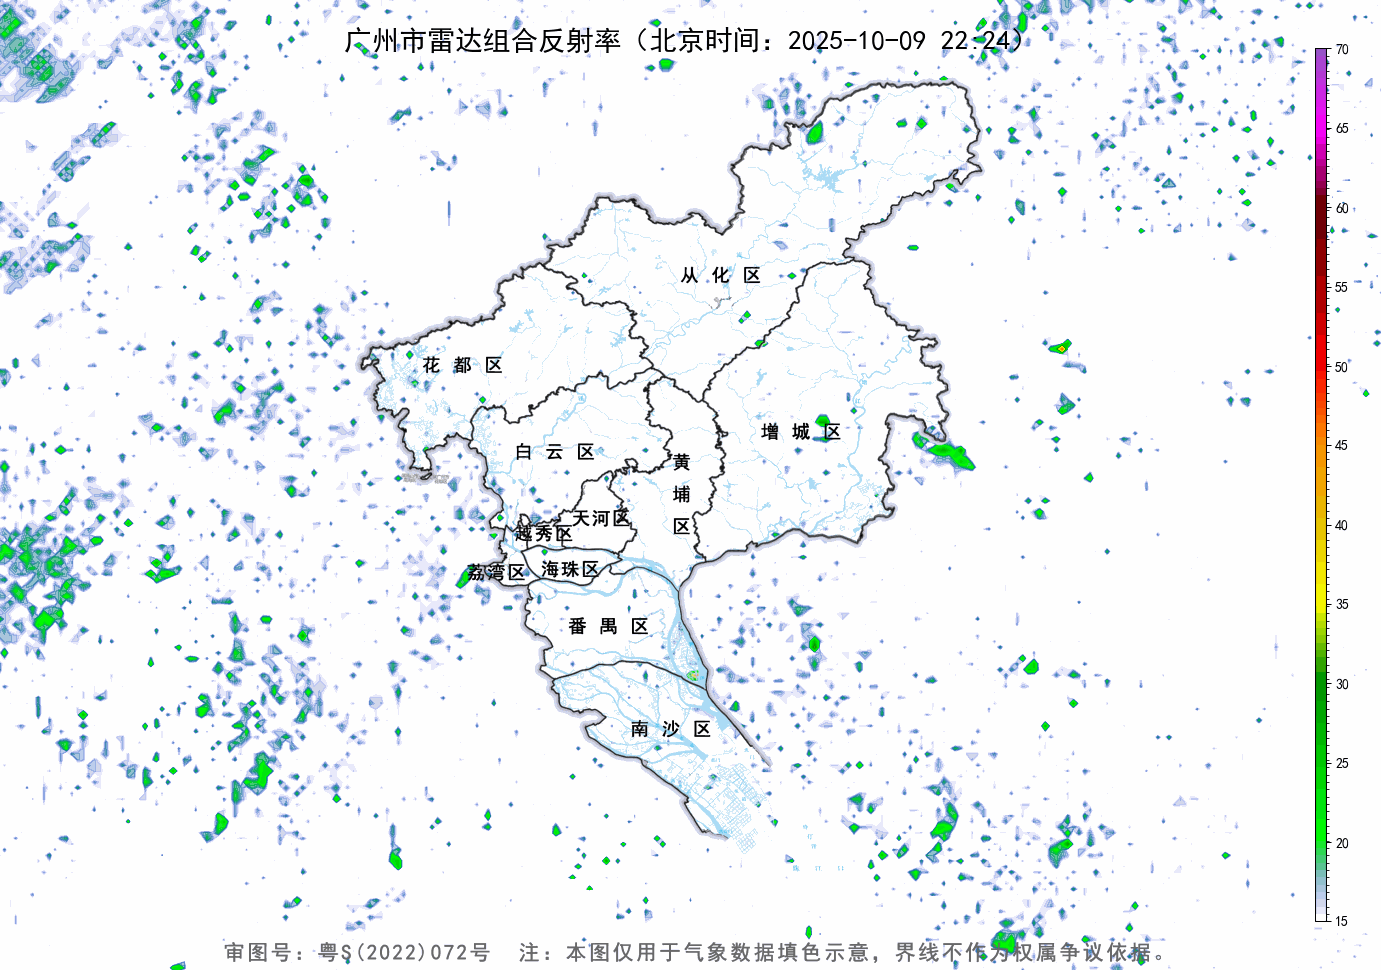 广州市雷达组合反射率（北京时间：2025-10-09 22:24）
70
65
60
55
50
45
40
35
30
25
20
15
从化区
花都区
增城区
白云区
黄埔区
天河区
越秀区
荔湾区
海珠区
番禺区
南沙区
审图号：粤S(2022)072号　注：本图仅用于气象数据填色示意，界线不作为权属争议依据。